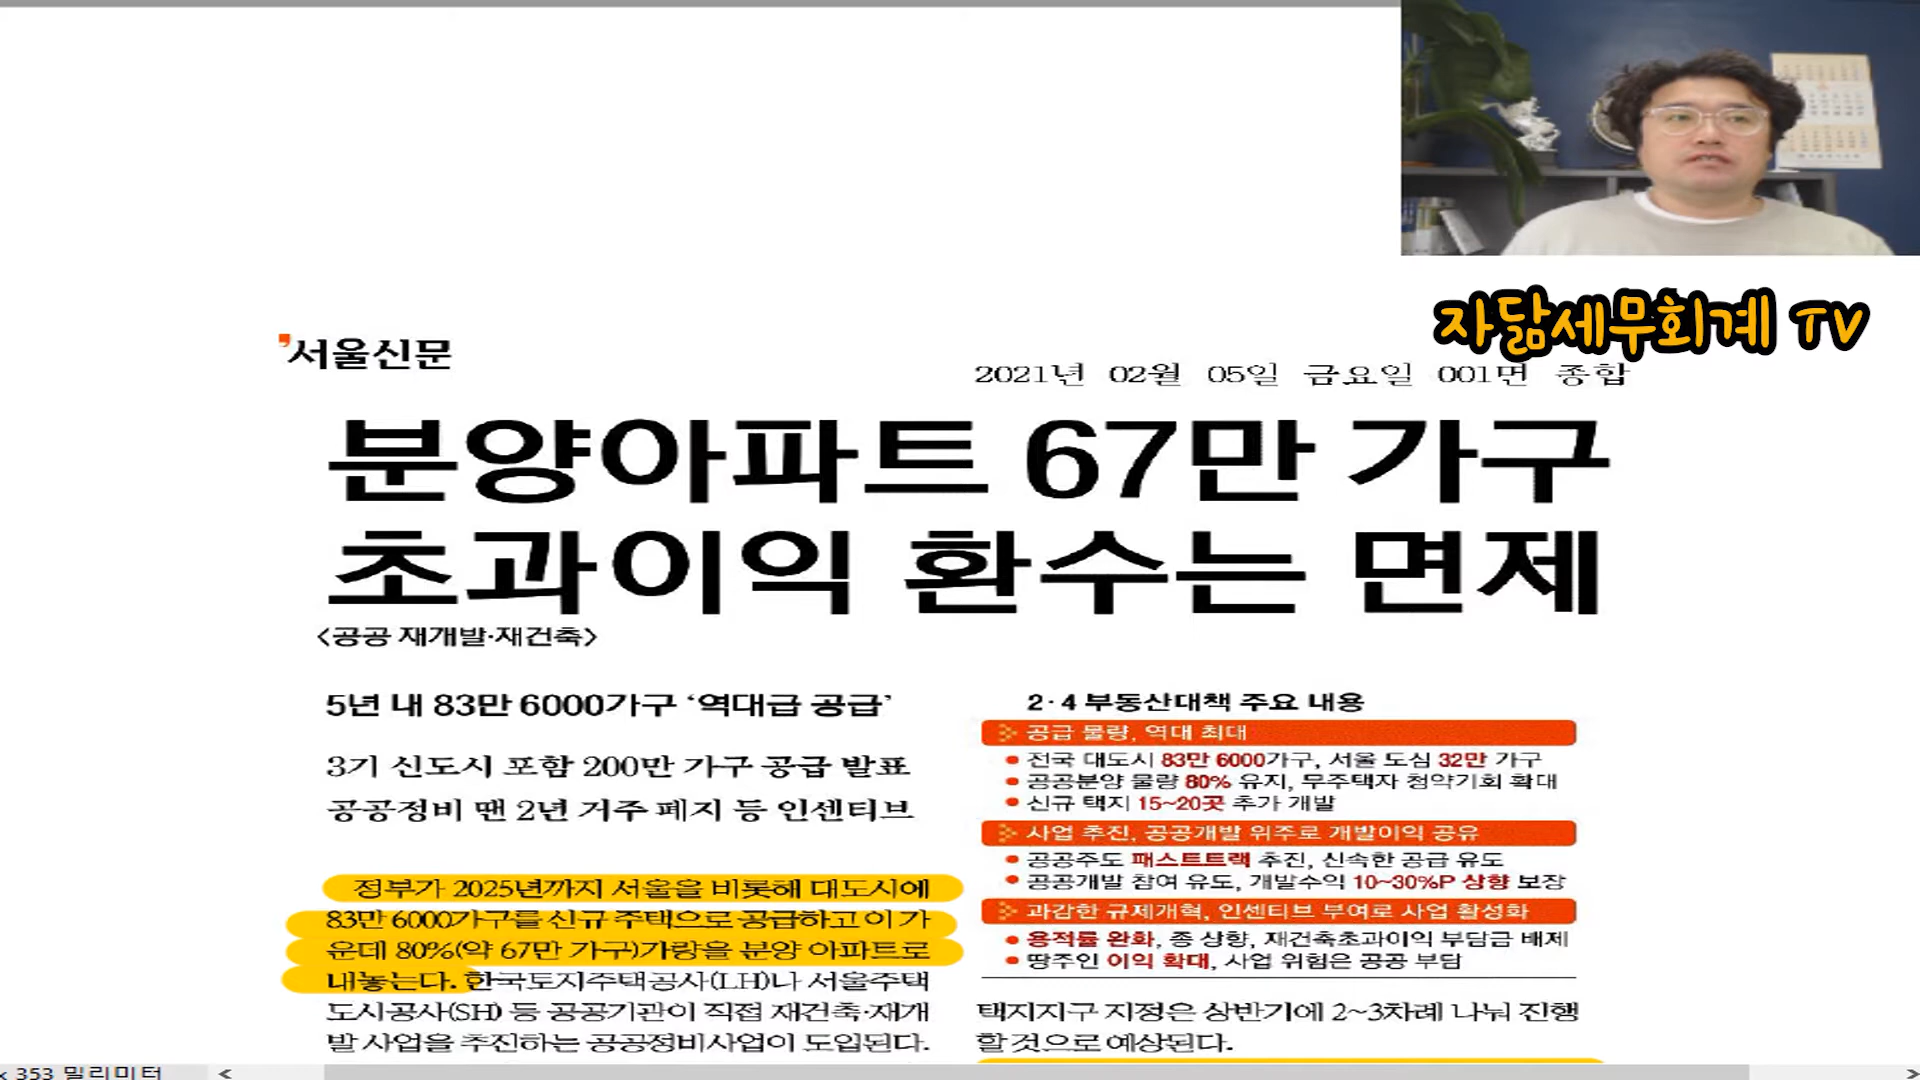 자닮세무회계 TV
서울신문
2021년 02월 05일 금요일 001면 종합
분양아파트 67만 가구
초과이익 환수는 면제
<공공 재개발·재건축>
5년 내 83만 6000가구 ‘역대급 공급’
3기 신도시 포함 200만 가구 공급 발표
공공정비 땐 2년 거주 폐지 등 인센티브
정부가 2025년까지 서울을 비롯해 대도시에
83만 6000가구를 신규 주택으로 공급하고 이 가
운데 80%(약 67만 가구)가량을 분양 아파트로
내놓는다. 한국토지주택공사(LH)나 서울주택
도시공사(SH) 등 공공기관이 직접 재건축·재개
발 사업을 추진하는 공공정비사업이 도입된다.
2·4 부동산대책 주요 내용
공급 물량, 역대 최대
전국 대도시 83만 6000가구, 서울 도심 32만 가구
공공분양 물량 80% 유지, 무주택자 청약기회 확대
신규 택지 15~20곳 추가 개발
사업 추진, 공공개발 위주로 개발이익 공유
공공주도 패스트트랙 추진, 신속한 공급 유도
공공개발 참여 유도, 개발수익 10~30%P 상향 보장
과감한 규제개혁, 인센티브 부여로 사업 활성화
용적률 완화, 종 상향, 재건축초과이익 부담금 배제
땅주인 이익 확대, 사업 위험은 공공 부담
택지지구 지정은 상반기에 2~3차례 나눠 진행
할 것으로 예상된다.
x 353 밀리미터